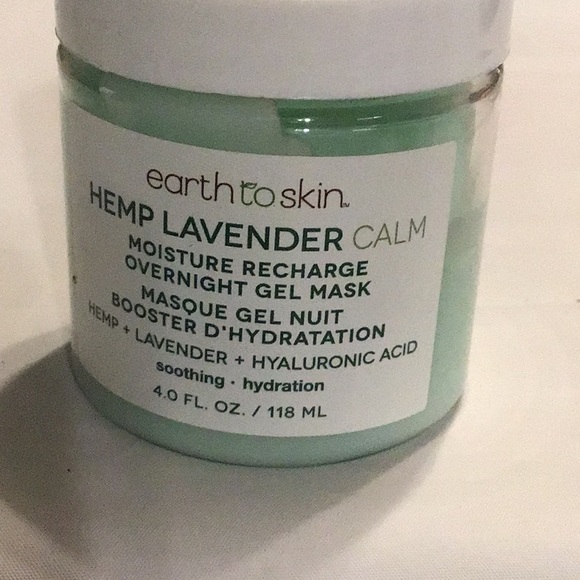 earth to skin™
HEMP LAVENDER CALM
MOISTURE RECHARGE
OVERNIGHT GEL MASK
MASQUE GEL NUIT
BOOSTER D'HYDRATATION
HEMP + LAVENDER + HYALURONIC ACID
soothing · hydration
4.0 FL. OZ. / 118 ML